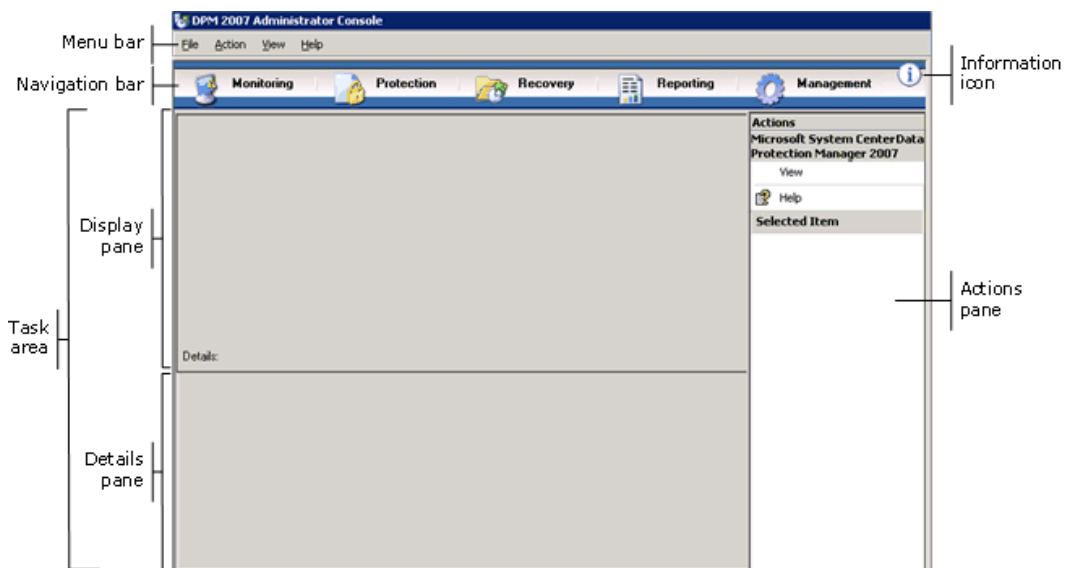 DPM 2007 Administrator Console
Menu bar
File Action View Help
Navigation bar
Monitoring Protection Recovery Reporting Management
Information
icon
Actions
Microsoft System CenterData
Protection Manager 2007
View
Help
Selected Item
Display
pane
Actions
pane
Task
area
Details:
Details
pane